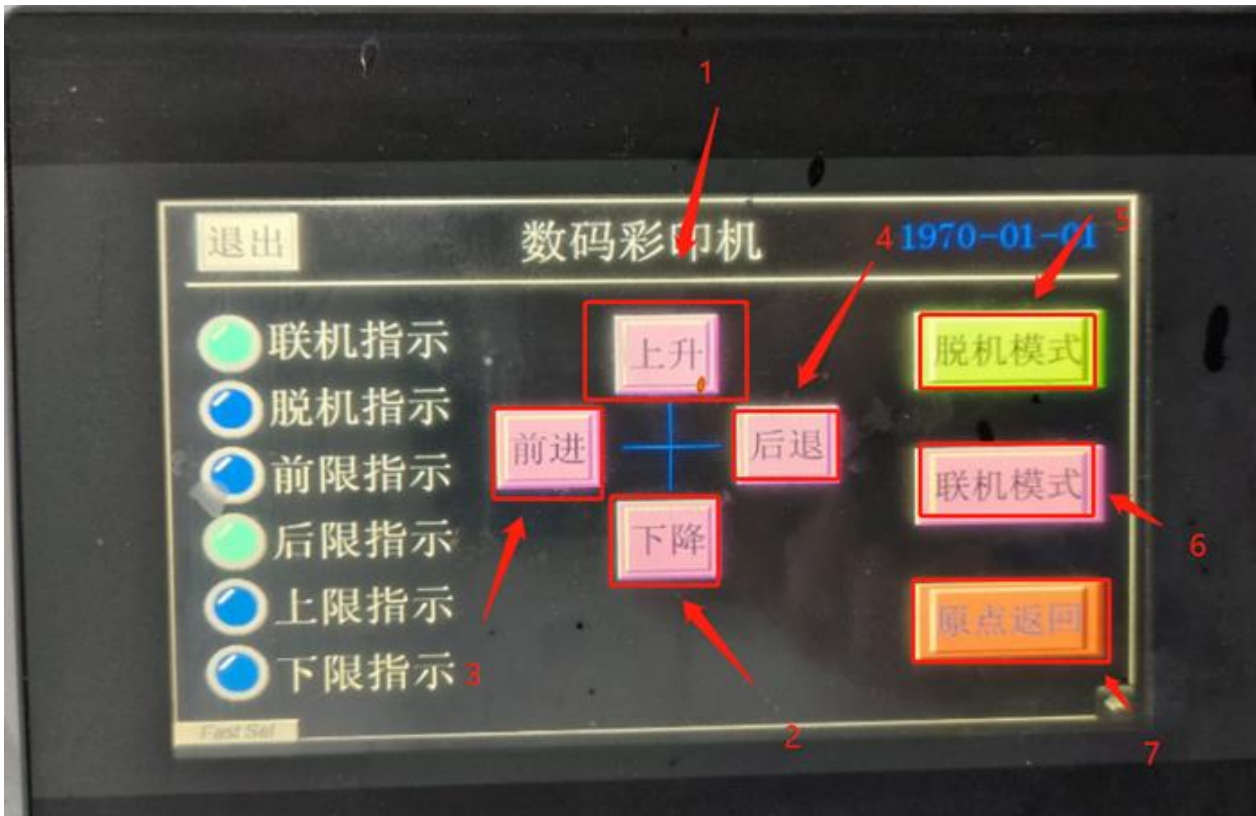 1
退出 数码彩印机 4 1970-01-01 5
联机指示 上升 脱机模式
脱机指示
前限指示 前进 后退 联机模式
后限指示 下降 6
上限指示 原点返回
下限指示 3
Fast Sel 2 7